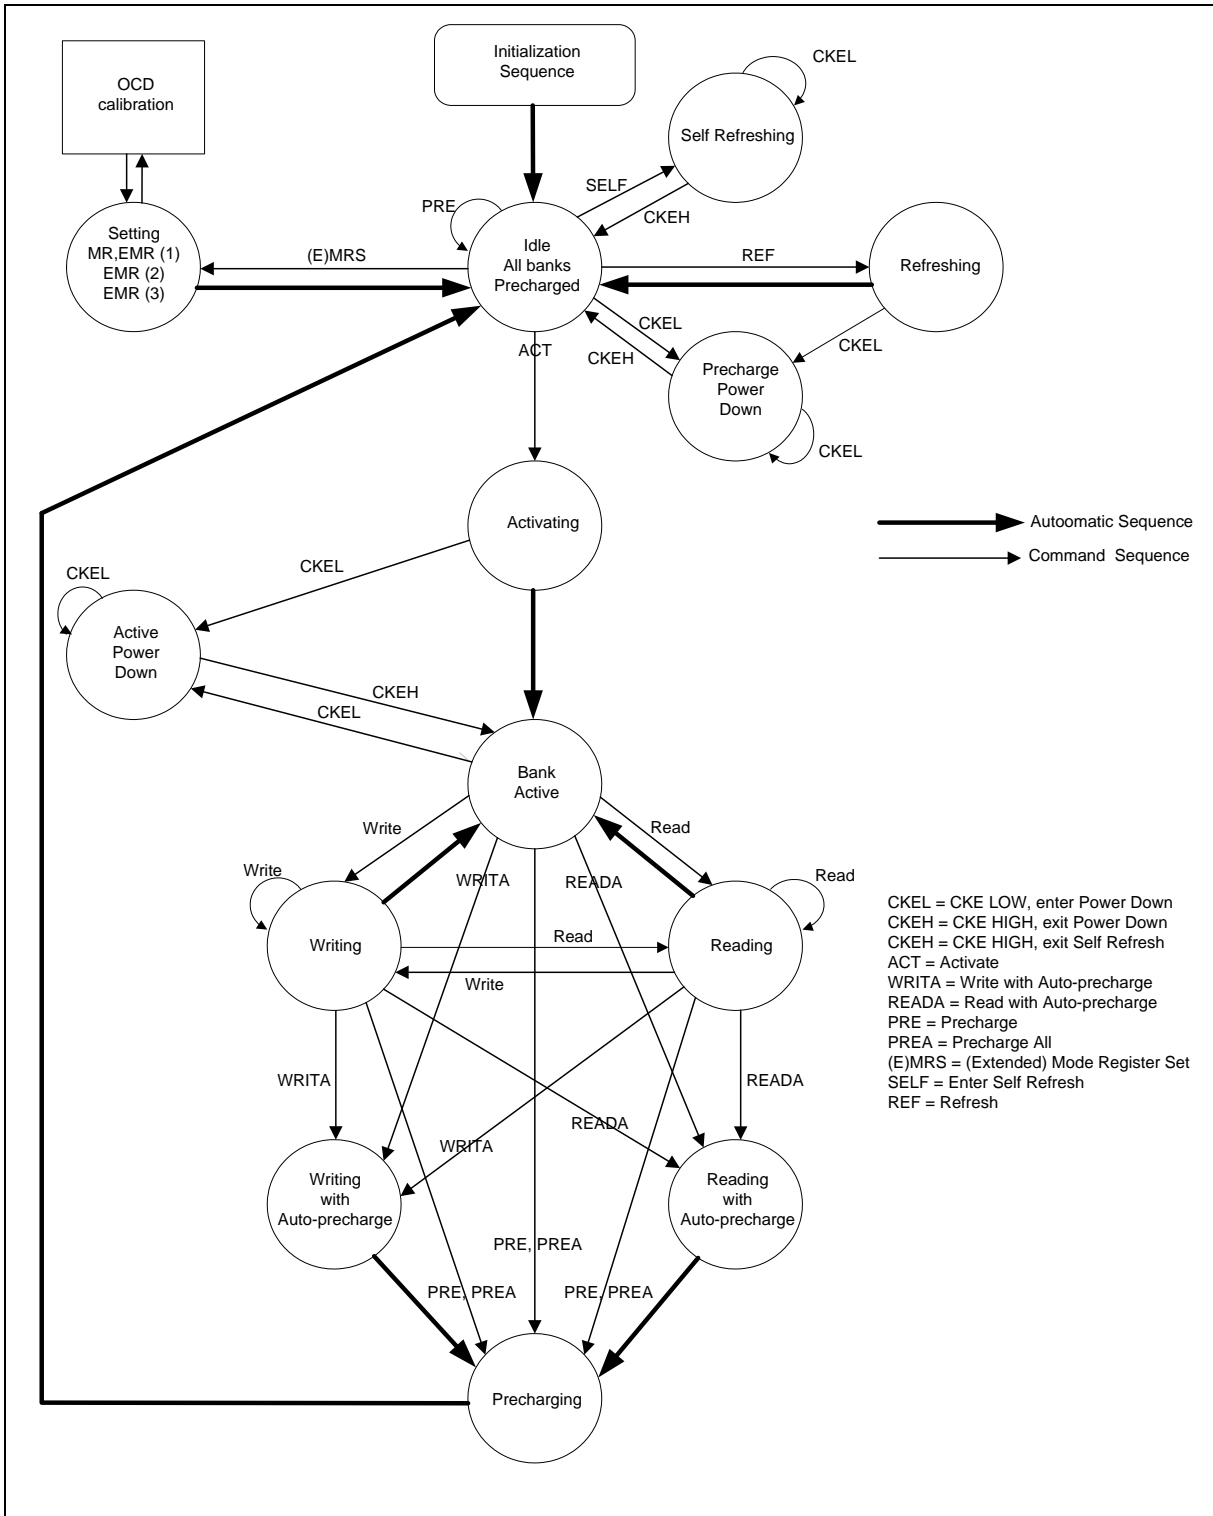 Initialization
Sequence
CKEL
OCD
calibration
Self Refreshing
SELF
PRE
CKEH
Setting
MR,EMR (1)
EMR (2)
EMR (3)
(E)MRS
Idle
All banks
Precharged
REF
Refreshing
CKEL
CKEH
ACT
CKEL
Precharge
Power
Down
CKEL
Activating
Autoomatic Sequence
Command Sequence
CKEL
CKEL
Active
Power
Down
CKEH
CKEL
Bank
Active
Write
Read
Write
WRITA
READA
Read
Writing
Read
Reading
Write
CKEL = CKE LOW, enter Power Down
CKEH = CKE HIGH, exit Power Down
CKEH = CKE HIGH, exit Self Refresh
ACT = Activate
WRITA = Write with Auto-precharge
READA = Read with Auto-precharge
PRE = Precharge
PREA = Precharge All
(E)MRS = (Extended) Mode Register Set
SELF = Enter Self Refresh
REF = Refresh
WRITA
READA
READA
WRITA
Writing
with
Auto-precharge
Reading
with
Auto-precharge
PRE, PREA
PRE, PREA
PRE, PREA
Precharging